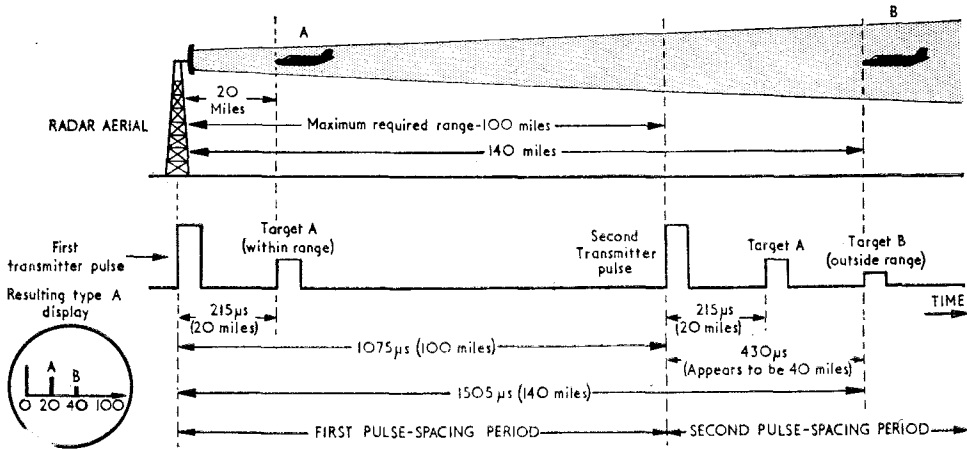 A
B
20
Miles
RADAR AERIAL
Maximum required range-100 miles
140 miles
First
transmitter pulse
Target A
(within range)
Second
Transmitter
pulse
Target A
Target B
(outside range)
TIME
Resulting type A
display
215µs
(20 miles)
215µs
(20 miles)
1075µs (100 miles)
430µs
(Appears to be 40 miles)
1505µs (140 miles)
A
B
0 20 40 100
FIRST PULSE-SPACING PERIOD
SECOND PULSE-SPACING PERIOD